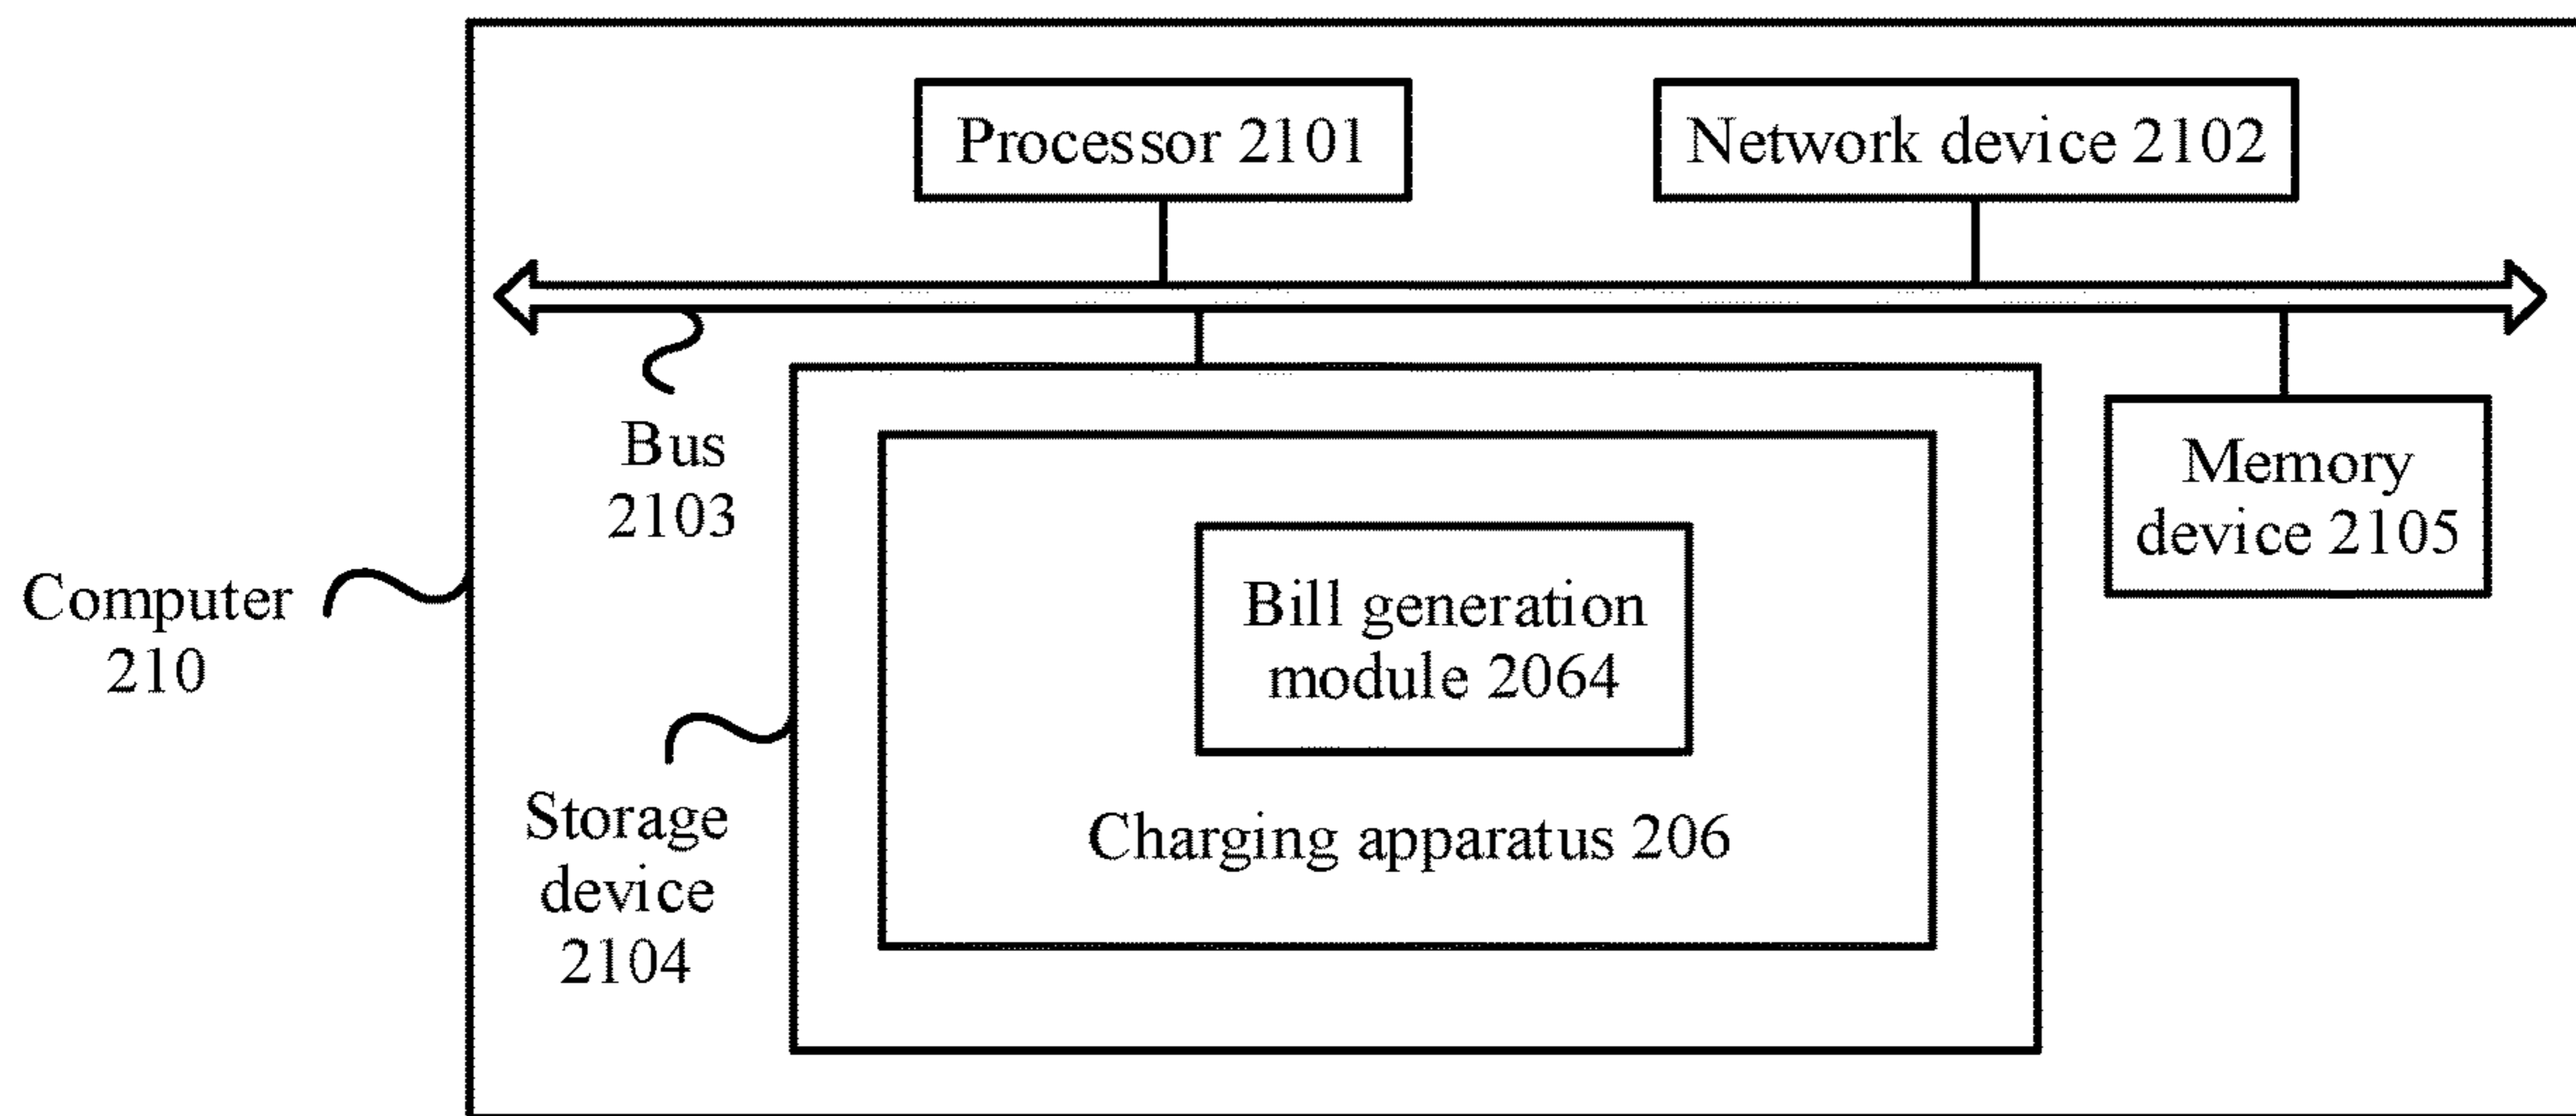 Processor 2101
Network device 2102
Bus
2103
Memory
device 2105
Computer
210
Bill generation
module 2064
Storage
device
2104
Charging apparatus 206